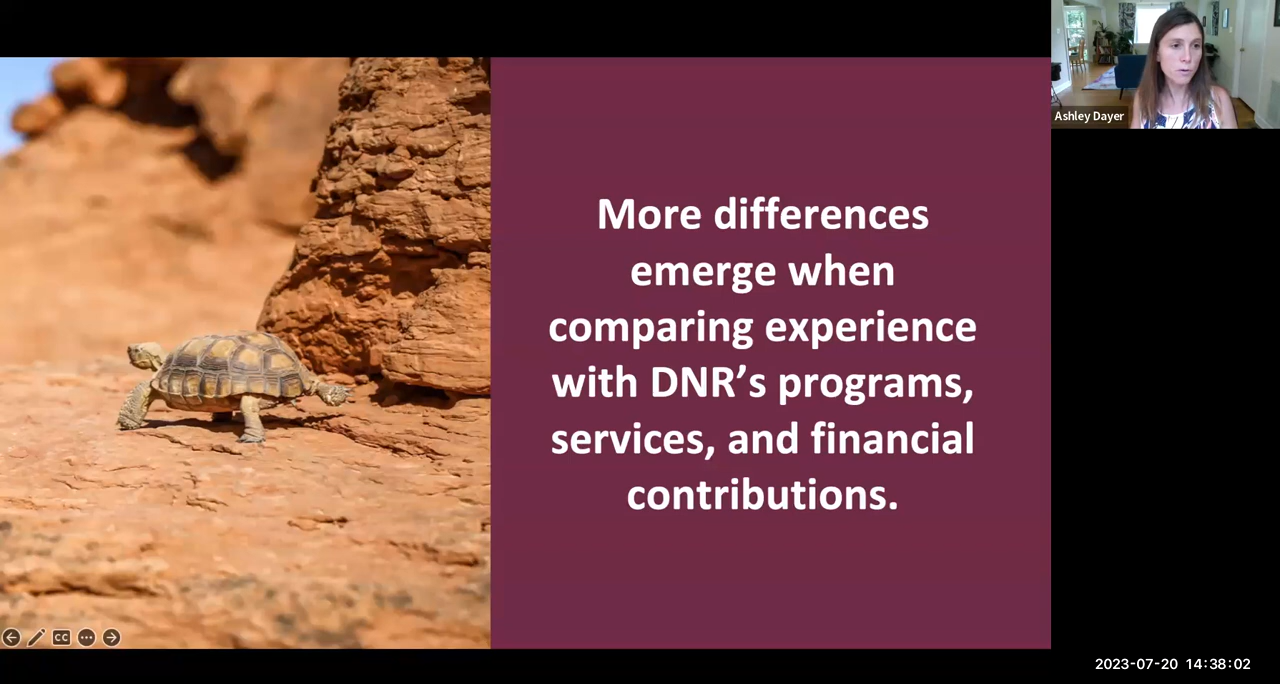 Ashley Dayer
More differences
emerge when
comparing experience
with DNR’s programs,
services, and financial
contributions.
CC
2023-07-20 14:38:02